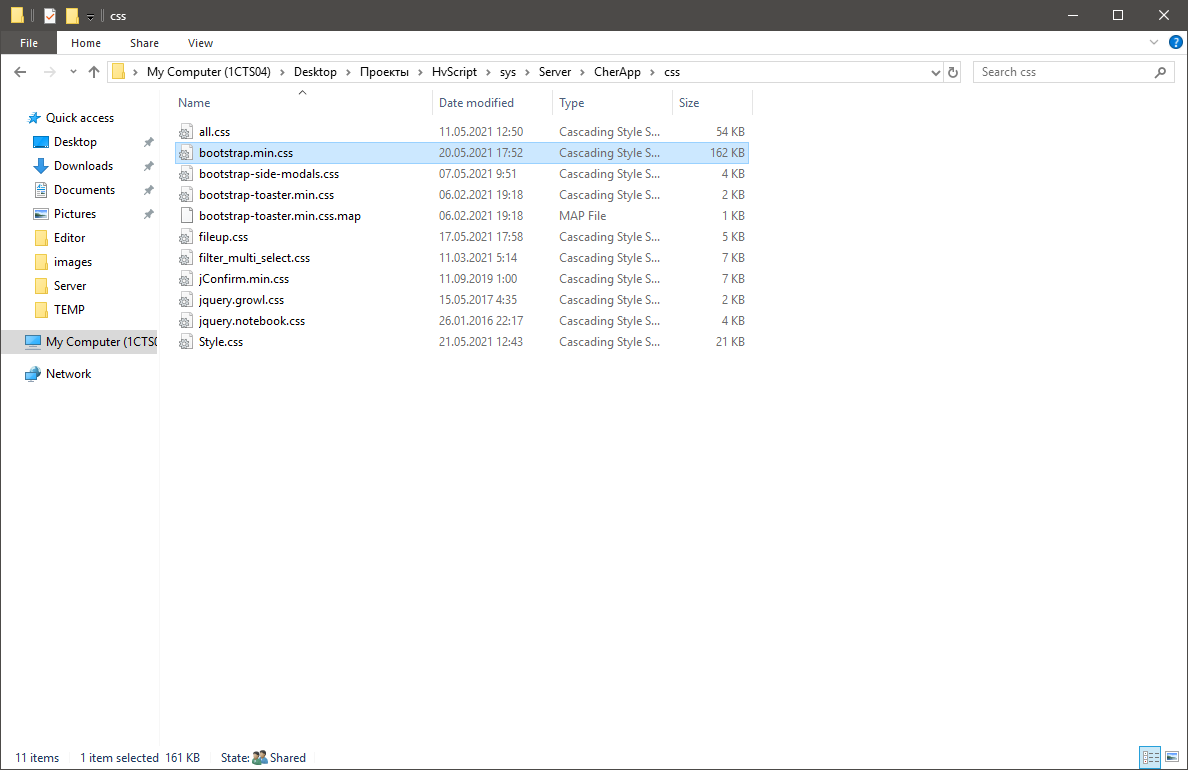 css
File Home Share View
My Computer (1CTS04) Desktop Проекты HvScript sys Server CherApp css Search css
Name Date modified Type Size
Quick access
Desktop
Downloads
Documents
Pictures
Editor
images
Server
TEMP
My Computer (1CTS0
Network
all.css 11.05.2021 12:50 Cascading Style S... 54 KB
bootstrap.min.css 20.05.2021 17:52 Cascading Style S... 162 KB
bootstrap-side-modals.css 07.05.2021 9:51 Cascading Style S... 4 KB
bootstrap-toaster.min.css 06.02.2021 19:18 Cascading Style S... 2 KB
bootstrap-toaster.min.css.map 06.02.2021 19:18 MAP File 1 KB
fileup.css 17.05.2021 17:58 Cascading Style S... 5 KB
filter_multi_select.css 11.03.2021 5:14 Cascading Style S... 7 KB
jConfirm.min.css 11.09.2019 1:00 Cascading Style S... 7 KB
jquery.growl.css 15.05.2017 4:35 Cascading Style S... 2 KB
jquery.notebook.css 26.01.2016 22:17 Cascading Style S... 4 KB
Style.css 21.05.2021 12:43 Cascading Style S... 21 KB
11 items 1 item selected 161 KB State: Shared